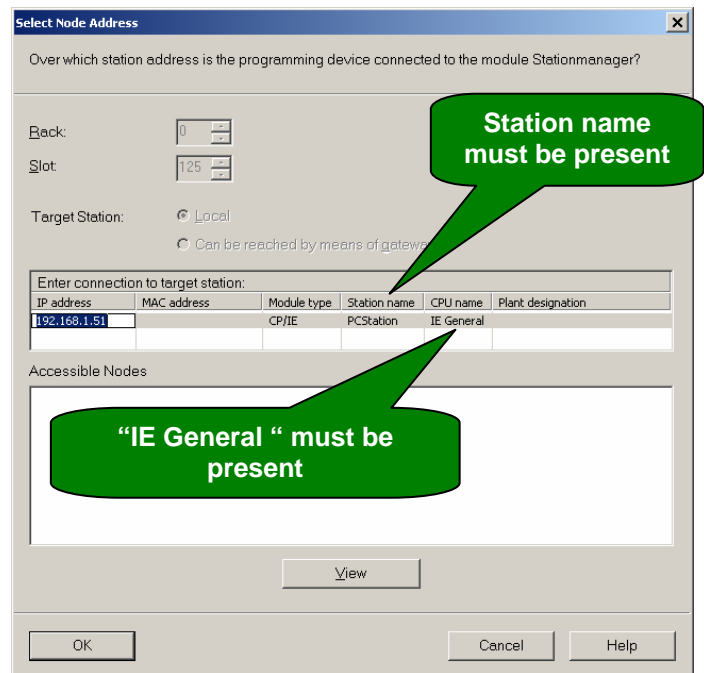 Select Node Address
Over which station address is the programming device connected to the module Stationmanager?
Rack: 0
Station name
must be present
Slot: 125
Target Station: Local
Can be reached by means of gatewa
Enter connection to target station:
IP address MAC address Module type Station name CPU name Plant designation
192.168.1.51 CP/IE PCStation IE General
Accessible Nodes
“IE General “ must be
present
View
OK Cancel Help